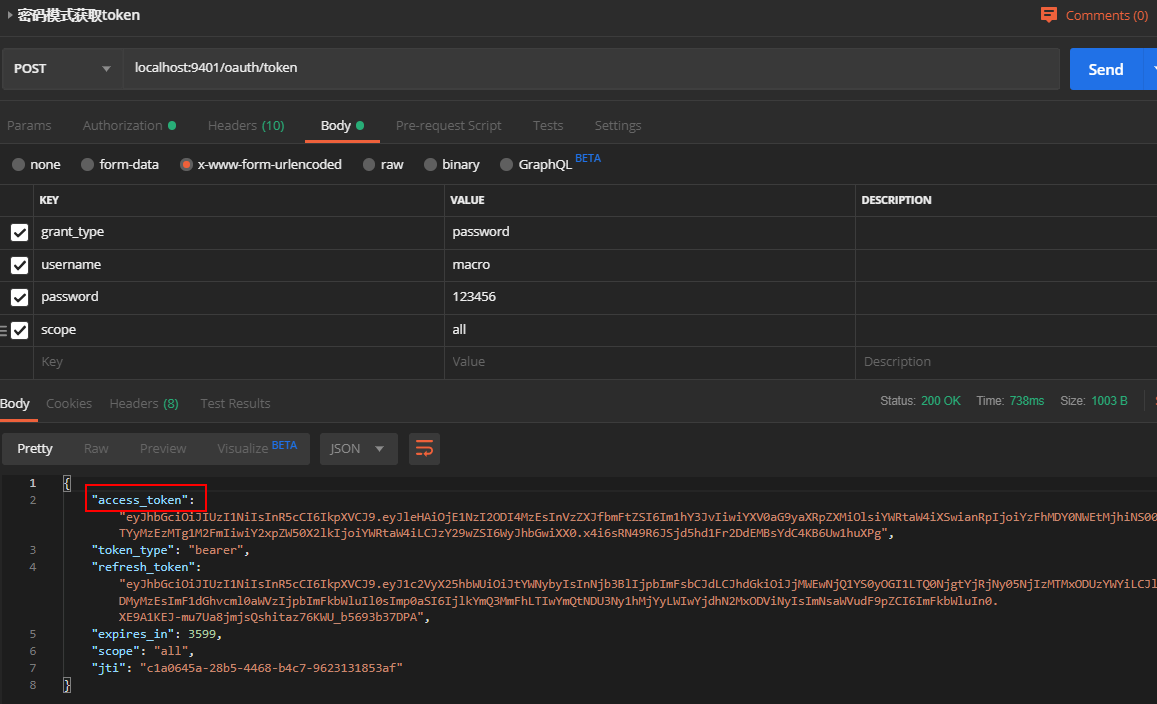 密码模式获取token
Comments (0)
POST
localhost:9401/oauth/token
Send
Params Authorization Headers (10) Body Pre-request Script Tests Settings
none form-data x-www-form-urlencoded raw binary GraphQL BETA
KEY VALUE DESCRIPTION
grant_type password
username macro
password 123456
scope all
Key Value Description
Body Cookies Headers (8) Test Results Status: 200 OK Time: 738ms Size: 1003 B
Pretty Raw Preview Visualize BETA JSON
1 {
2 "access_token":
"eyJhbGciOiJIUzI1NiIsInR5cCI6IkpXVCJ9.eyJleHAiOjE1NzI2ODI4MzEsInVzZXJfbmFtZSI6Im1hY3JvIiwiYXV0aG9yaXRpZXMiOlsiYWRtaW4iXSwianRpIjoiYzFhMDY0NWEtMjhiNS00
TYyMzEzMTg1M2FmIiwiY2xpZW50X2lkIjoiYWRtaW4iLCJzY29wZSI6WyJhbGwiXX0.x4i6sRN49R6JSjd5hd1Fr2DdEMBsYdC4KB6Uw1huXPg",
3 "token_type": "bearer",
4 "refresh_token":
"eyJhbGciOiJIUzI1NiIsInR5cCI6IkpXVCJ9.eyJ1c2VyX25hbWUiOiJtYWNybyIsInNjb3BlIjpbImFsbCJdLCJhdGkiOiJjMWEwNjQ1YS0yOGI1LTQ0NjgtYjRjNy05NjIzMTMxODUzYWYiLCJl
DMyMzEsImF1dGhvcml0aWVzIjpbImFkbWluIl0sImp0aSI6IjlkYmQ3MmFhLTIwYmQtNDU3Ny1hMjYyLWIwYjdhN2MxODViNyIsImNsaWVudF9pZCI6ImFkbWluIn0.
XE9A1KEJ-mu7Ua8jmjsQshitaz76KWU_b5693b37DPA",
5 "expires_in": 3599,
6 "scope": "all",
7 "jti": "c1a0645a-28b5-4468-b4c7-9623131853af"
8 }